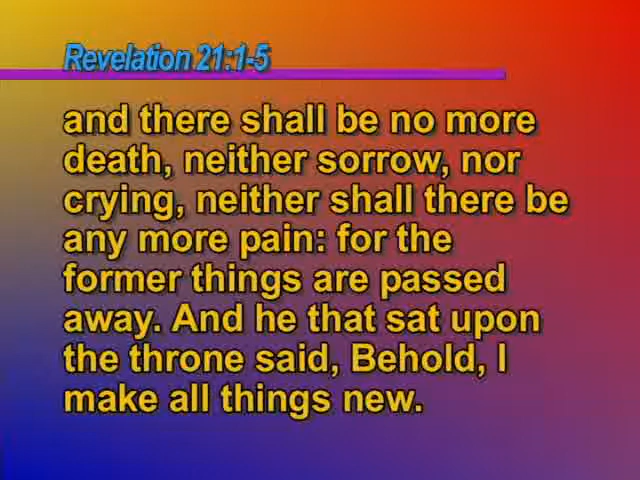 Revelation 21:1-5
and there shall be no more
death, neither sorrow, nor
crying, neither shall there be
any more pain: for the
former things are passed
away. And he that sat upon
the throne said, Behold, I
make all things new.